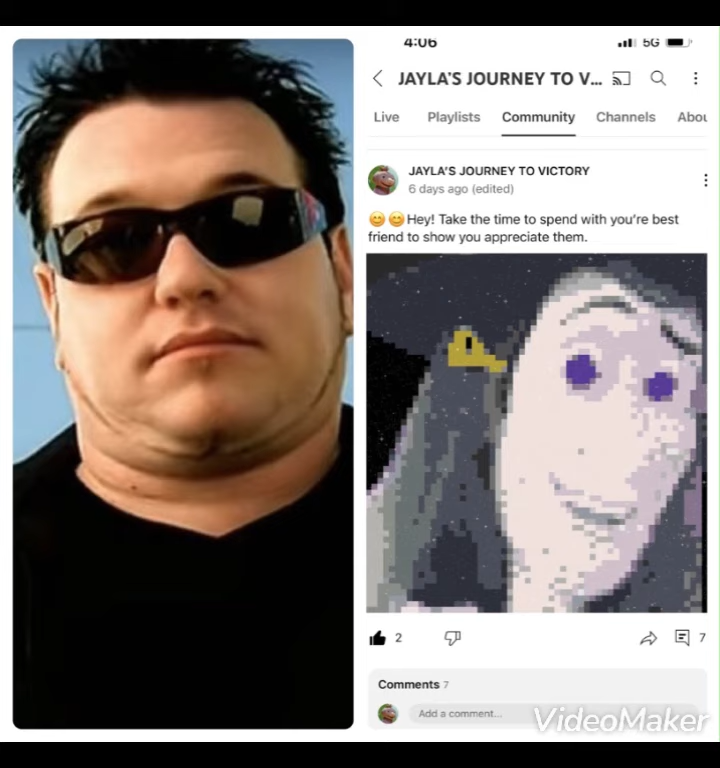 4:06
5G
JAYLA'S JOURNEY TO V...
Live Playlists Community Channels Abou
JAYLA'S JOURNEY TO VICTORY
6 days ago (edited)
😊😊Hey! Take the time to spend with you're best
friend to show you appreciate them.
2
7
Comments 7
Add a comment...
VideoMaker